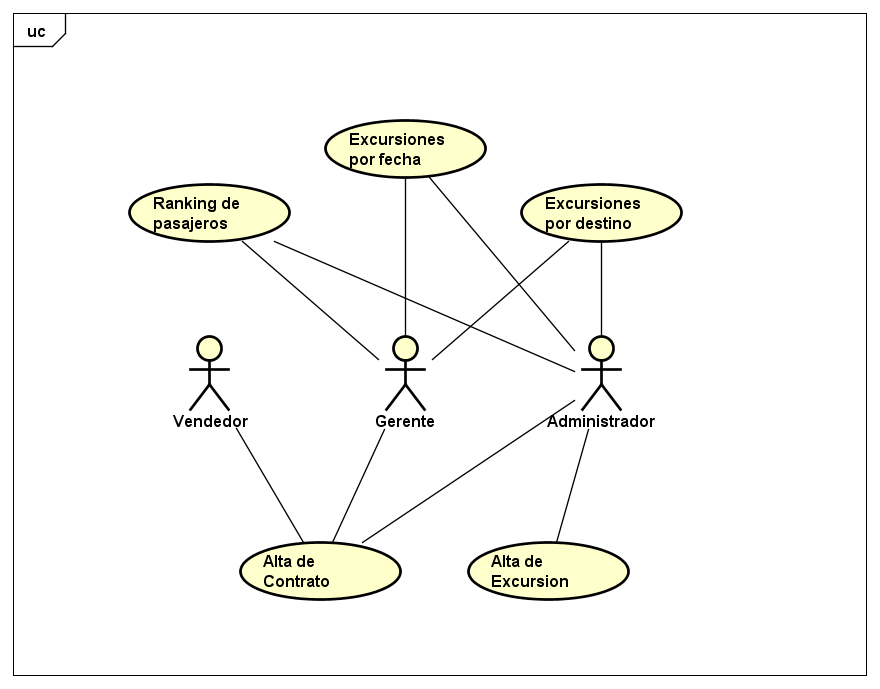 uc
Excursiones
por fecha
Ranking de
pasajeros
Excursiones
por destino
Vendedor
Gerente
Administrador
Alta de
Contrato
Alta de
Excursion